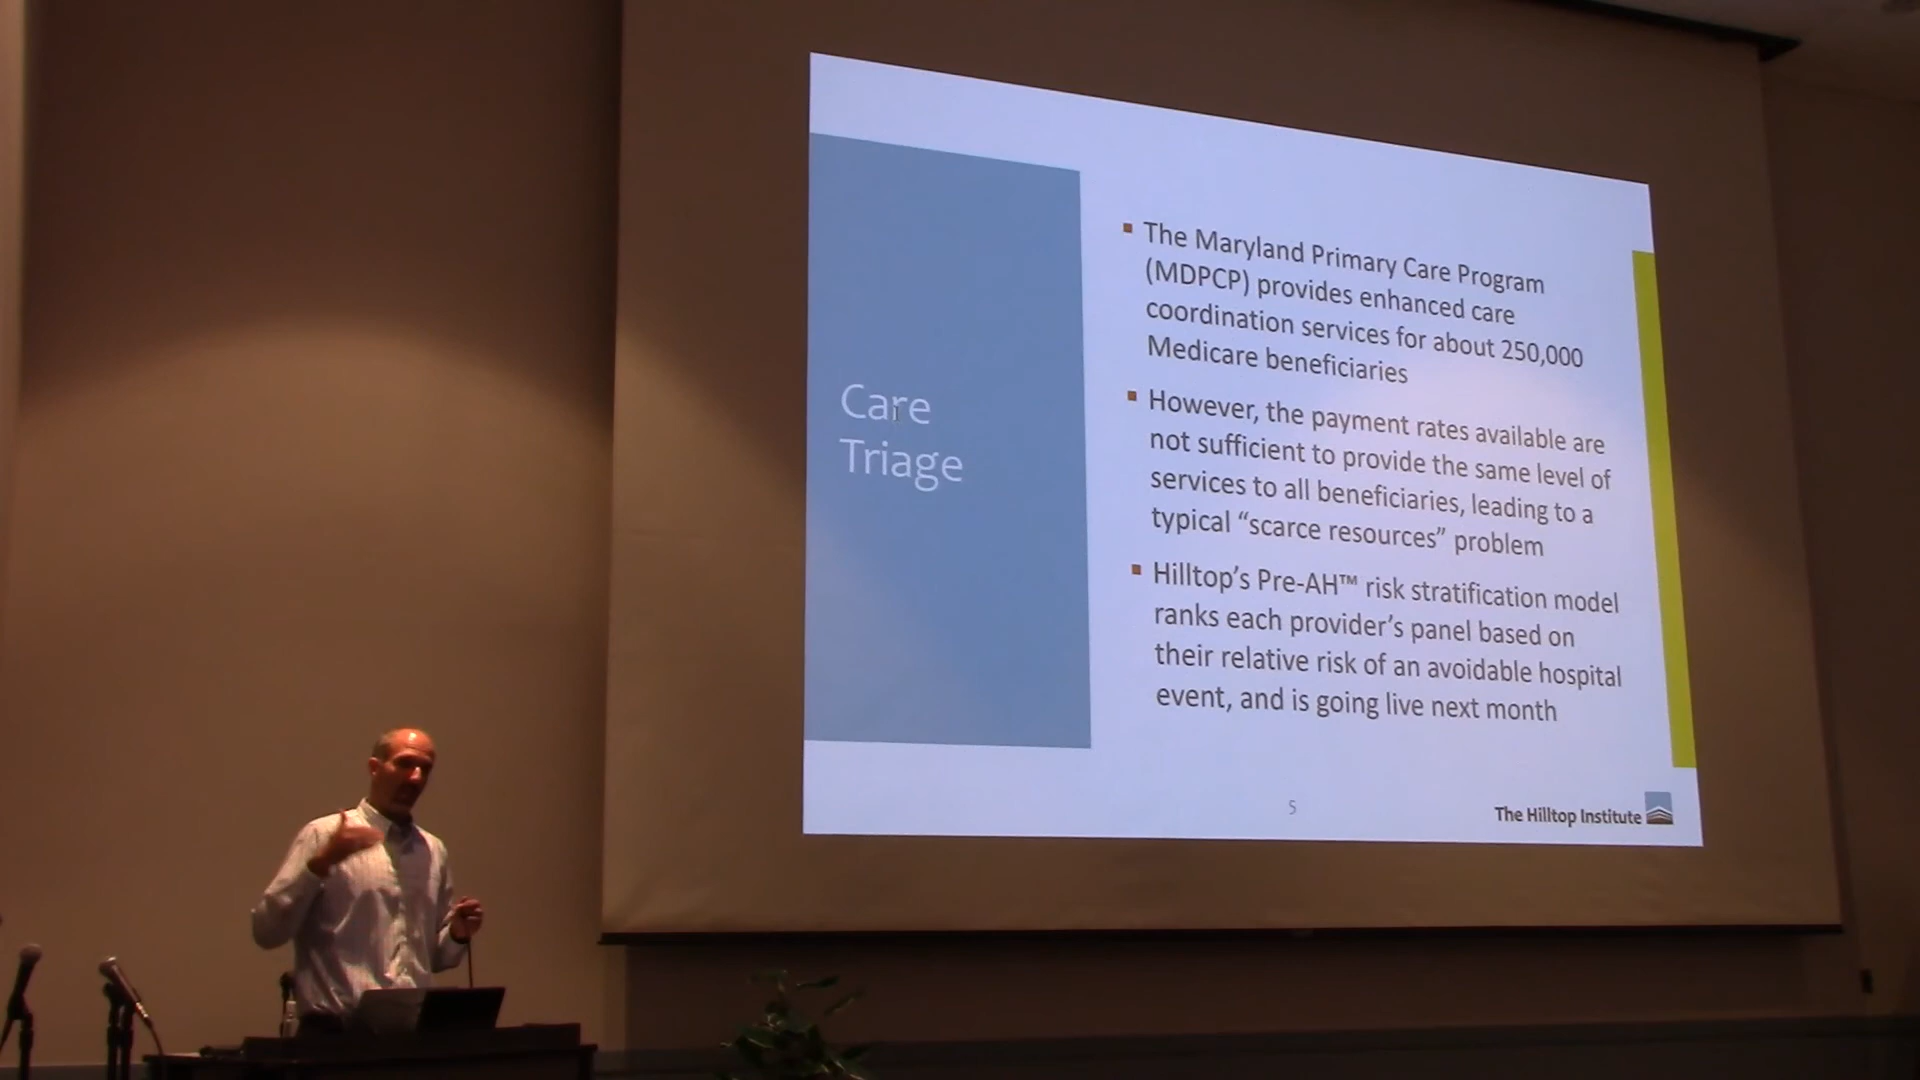 Care
Triage
▪ The Maryland Primary Care Program
(MDPCP) provides enhanced care
coordination services for about 250,000
Medicare beneficiaries
▪ However, the payment rates available are
not sufficient to provide the same level of
services to all beneficiaries, leading to a
typical “scarce resources” problem
▪ Hilltop’s Pre-AH™ risk stratification model
ranks each provider’s panel based on
their relative risk of an avoidable hospital
event, and is going live next month
5
The Hilltop Institute